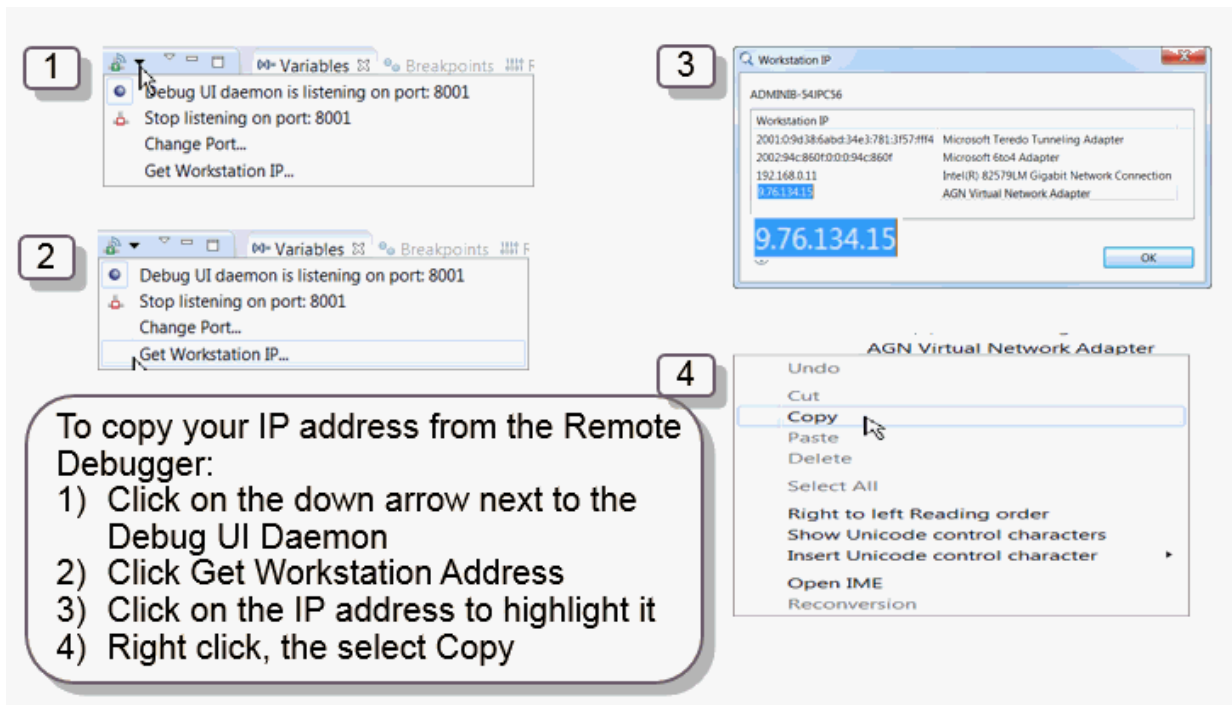 1
Variables Breakpoints F
Debug UI daemon is listening on port: 8001
Stop listening on port: 8001
Change Port...
Get Workstation IP...
2
Variables Breakpoints F
Debug UI daemon is listening on port: 8001
Stop listening on port: 8001
Change Port...
Get Workstation IP...
To copy your IP address from the Remote
Debugger:
1) Click on the down arrow next to the
Debug UI Daemon
2) Click Get Workstation Address
3) Click on the IP address to highlight it
4) Right click, the select Copy
3
Workstation IP
ADMINIB-54JPC56
Workstation IP
2001:0:9d38:6abd:34e3:781:3f57:fff4 Microsoft Teredo Tunneling Adapter
2002:94c:860f:0:0:0:94c:860f Microsoft 6to4 Adapter
192.168.0.11 Intel(R) 82579LM Gigabit Network Connection
9.76.134.15 AGN Virtual Network Adapter
9.76.134.15
OK
4
AGN Virtual Network Adapter
Undo
Cut
Copy
Paste
Delete
Select All
Right to left Reading order
Show Unicode control characters
Insert Unicode control character
Open IME
Reconversion